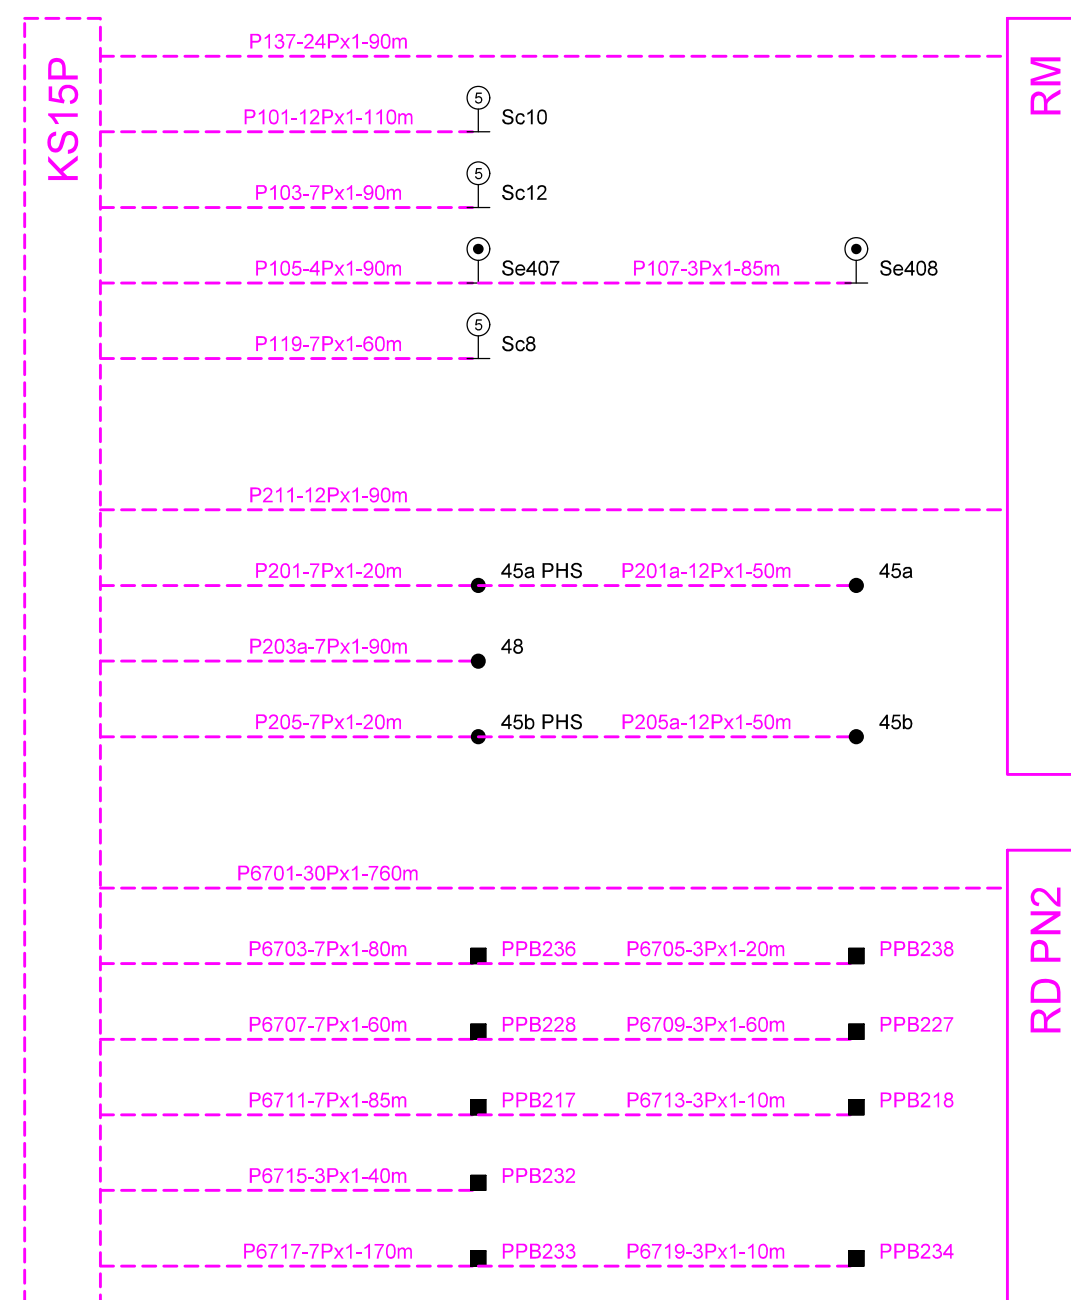 KS15P
RM
P137-24Px1-90m
P101-12Px1-110m
5
Sc10
P103-7Px1-90m
5
Sc12
P105-4Px1-90m
Se407
P107-3Px1-85m
Se408
P119-7Px1-60m
5
Sc8
P211-12Px1-90m
P201-7Px1-20m
45a PHS
P201a-12Px1-50m
45a
P203a-7Px1-90m
48
P205-7Px1-20m
45b PHS
P205a-12Px1-50m
45b
RD PN2
P6701-30Px1-760m
P6703-7Px1-80m
PPB236
P6705-3Px1-20m
PPB238
P6707-7Px1-60m
PPB228
P6709-3Px1-60m
PPB227
P6711-7Px1-85m
PPB217
P6713-3Px1-10m
PPB218
P6715-3Px1-40m
PPB232
P6717-7Px1-170m
PPB233
P6719-3Px1-10m
PPB234